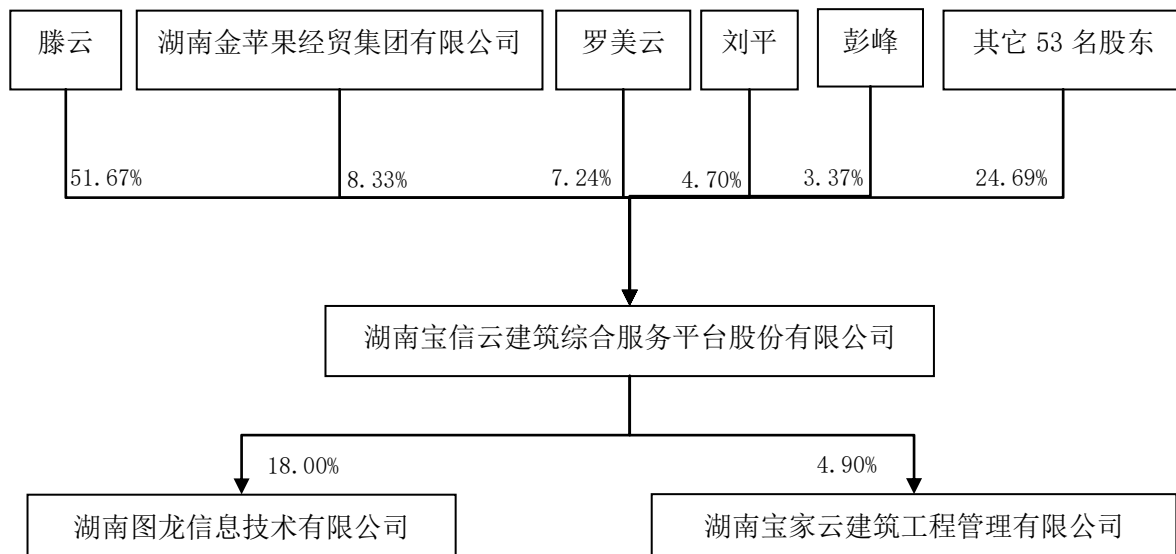 滕云
湖南金苹果经贸集团有限公司
罗美云
刘平
彭峰
其它 53 名股东
51.67%
8.33%
7.24%
4.70%
3.37%
24.69%
湖南宝信云建筑综合服务平台股份有限公司
18.00%
4.90%
湖南图龙信息技术有限公司
湖南宝家云建筑工程管理有限公司